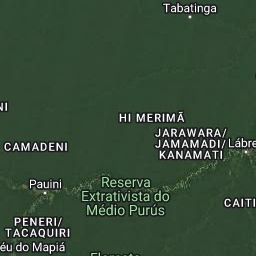 Tabatinga
NI
HI MERIMÃ
JARAWARA/
JAMAMADI/
KANAMATI
Lábre
CAMADENI
Pauini
Reserva
Extrativista do
Médio Purús
CAITI
PENERI/
TACAQUIRI
éu do Mapiá